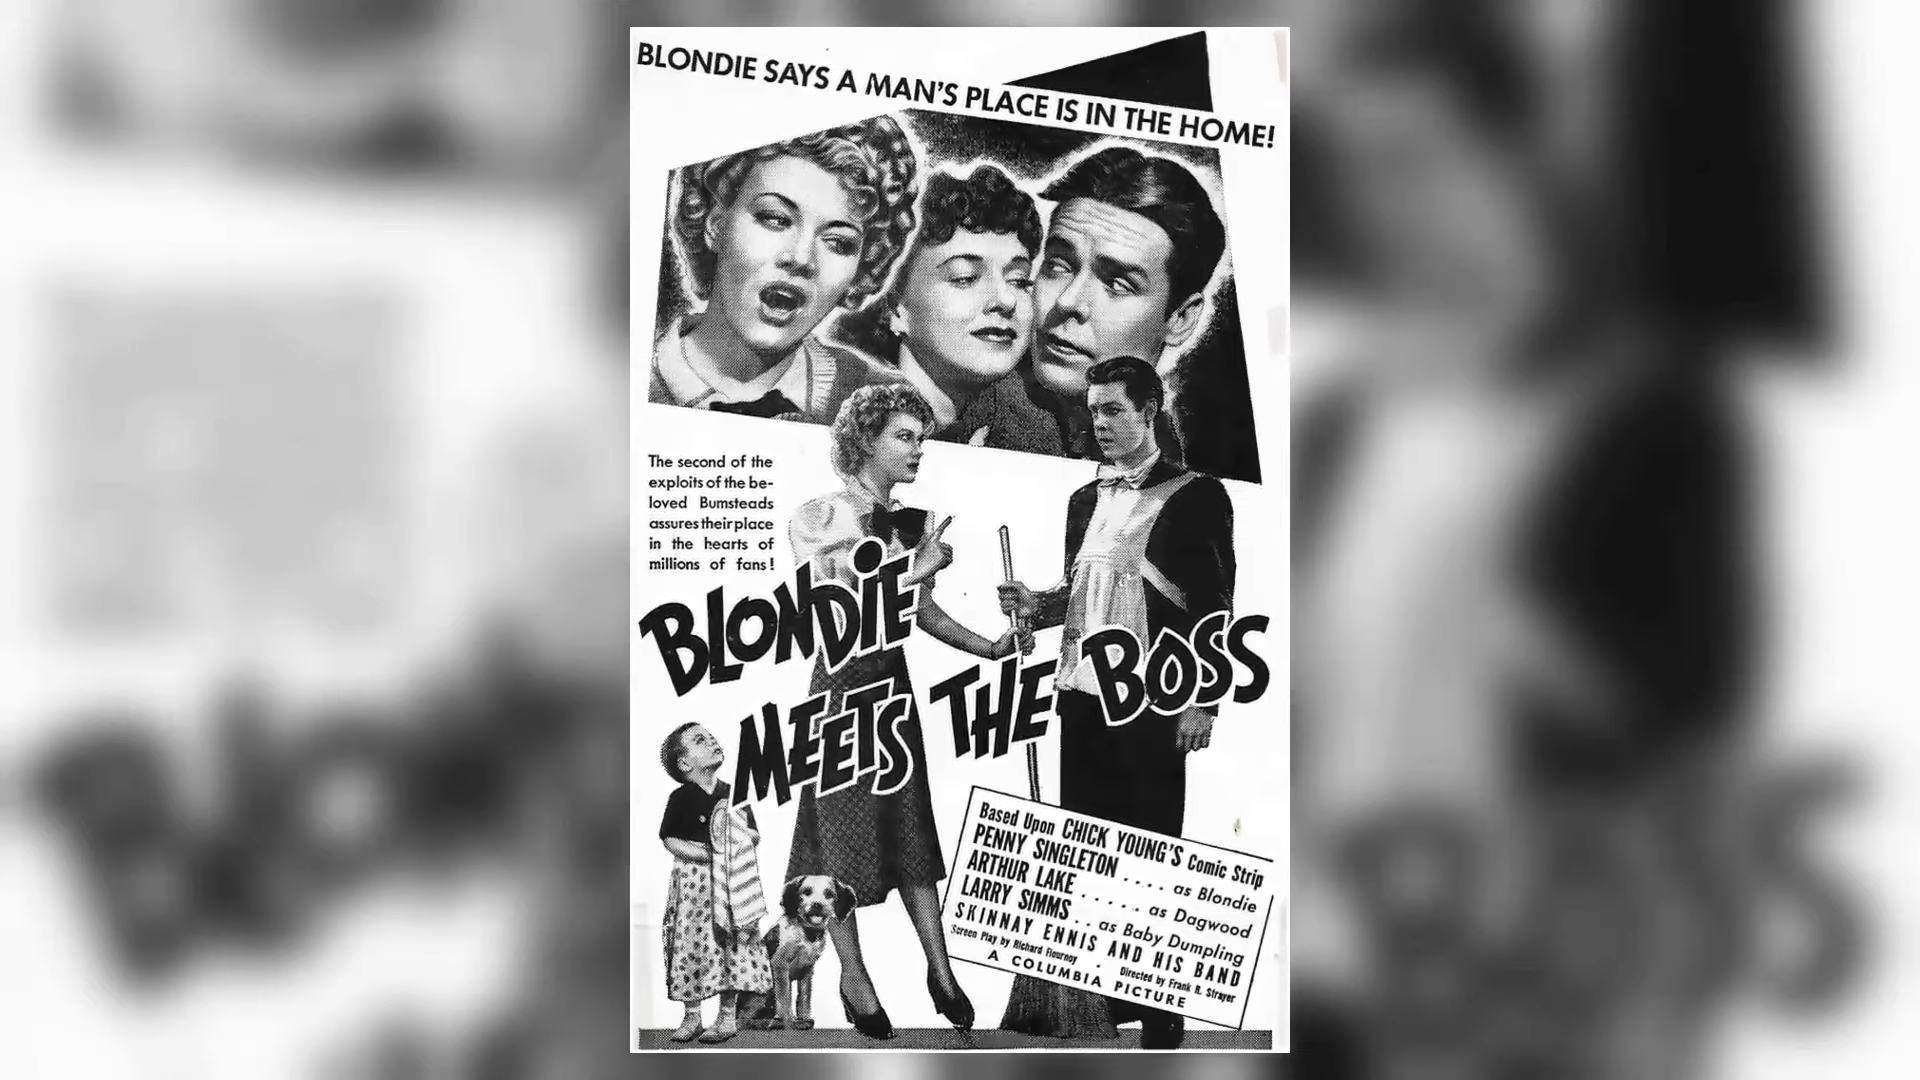 BLONDIE SAYS A MAN'S PLACE IS IN THE HOME!
The second of the
exploits of the be-
loved Bumsteads
assures their place
in the hearts of
millions of fans!
BLONDIE
MEETS THE BOSS
Based Upon CHICK YOUNG'S Comic Strip
PENNY SINGLETON .... as Blondie
ARTHUR LAKE ..... as Dagwood
LARRY SIMMS .. as Baby Dumpling
SKINNAY ENNIS AND HIS BAND
Screen Play by Richard Flournoy . Directed by Frank R. Strayer
A COLUMBIA PICTURE